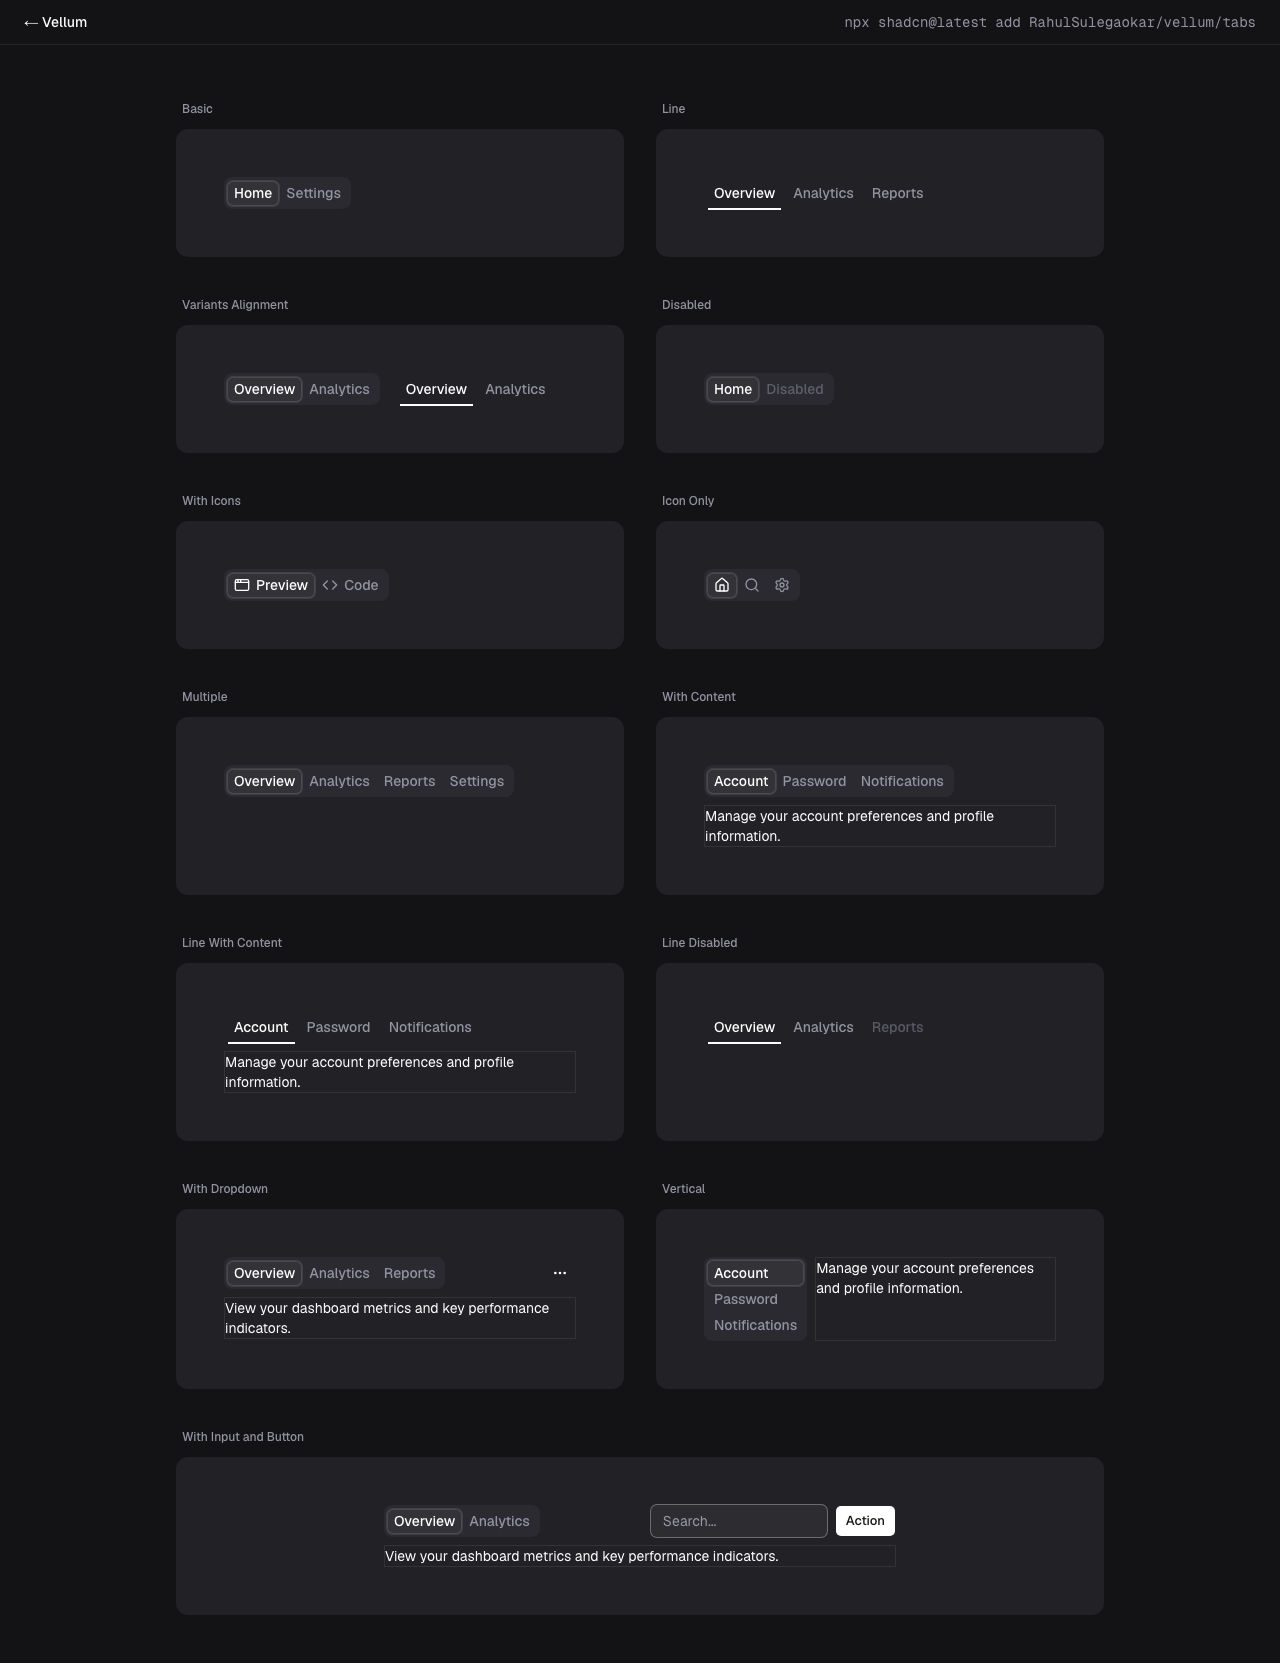 ← Vellum
npx shadcn@latest add RahulSulegaokar/vellum/tabs
Basic
Home Settings
Line
Overview Analytics Reports
Variants Alignment
Overview Analytics Overview Analytics
Disabled
Home Disabled
With Icons
Preview Code
Icon Only
Multiple
Overview Analytics Reports Settings
With Content
Account Password Notifications
Manage your account preferences and profile
information.
Line With Content
Account Password Notifications
Manage your account preferences and profile
information.
Line Disabled
Overview Analytics Reports
With Dropdown
Overview Analytics Reports
View your dashboard metrics and key performance
indicators.
Vertical
Account
Password
Notifications
Manage your account preferences
and profile information.
With Input and Button
Overview Analytics
Search...
Action
View your dashboard metrics and key performance indicators.